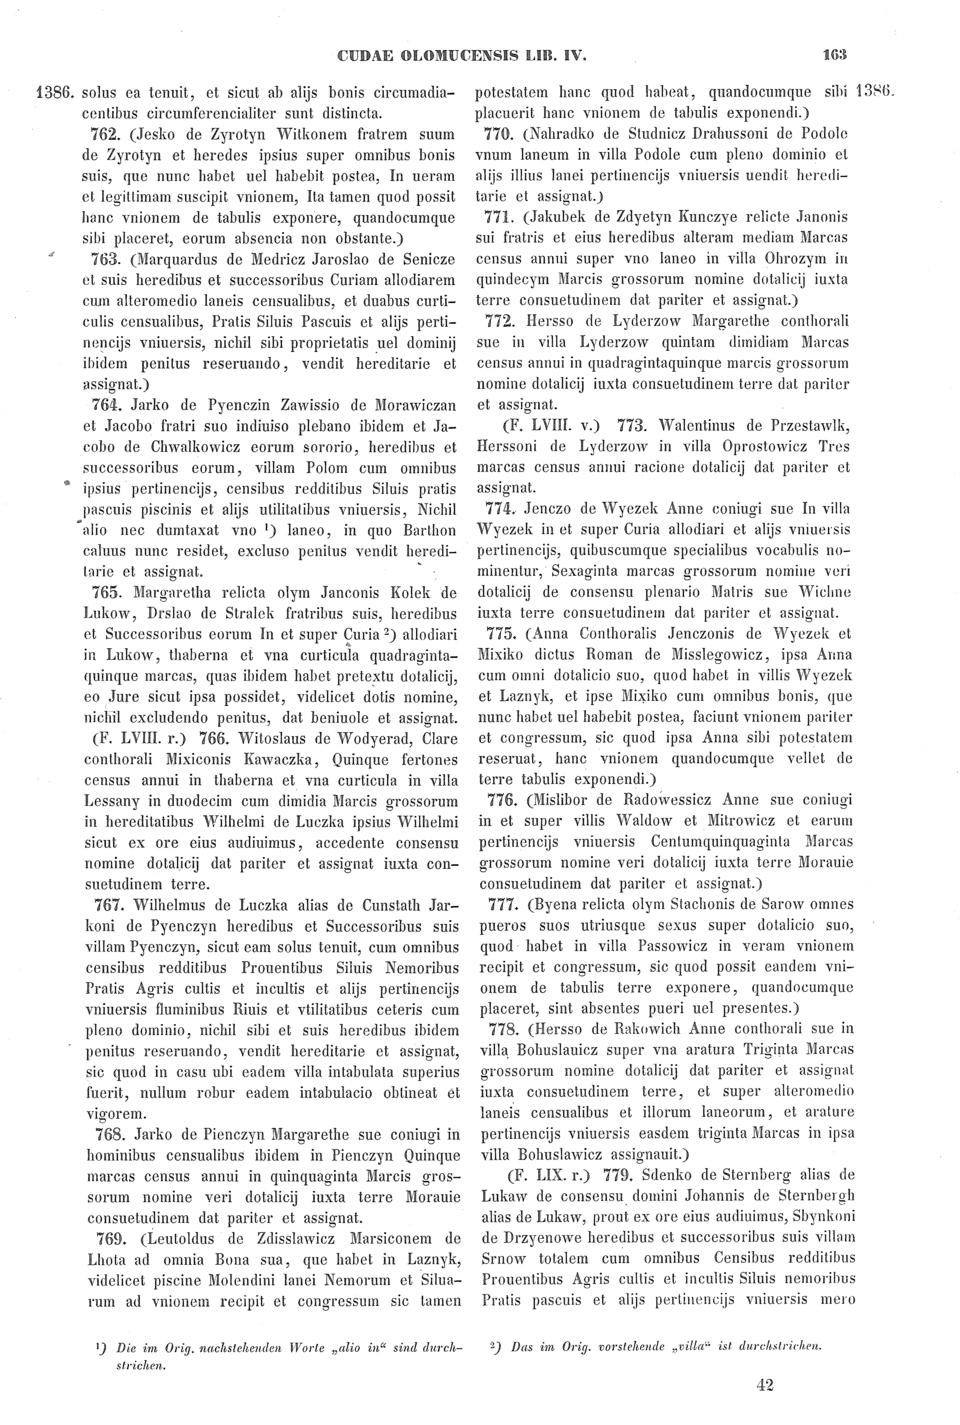 CUDAE OLOMUCENSIS LIB. IV. 163
1386. solus ea tenuit, et sicut ab alijs bonis circumadia-
centibus circumferencialiter sunt distincta.
762. (Jesko de Zyrotyn Witkonem fratrem suum
de Zyrotyn et heredes ipsius super omnibus bonis
suis, que nunc habet uel habebit postea, In ueram
et legittimam suscipit vnionem, Ita tamen quod possit
hanc vnionem de tabulis exponere, quandocumque
sibi placeret, eorum absencia non obstante.)
763. (Marquardus de Medricz Jaroslao de Senicze
et suis heredibus et successoribus Curiam allodiarem
cum alteromedio laneis censualibus, et duabus curti-
culis censualibus, Pratis Siluis Pascuis et alijs perti-
nencijs vniuersis, nichil sibi proprietatis uel dominij
ibidem penitus reseruando, vendit hereditarie et
assignat.)
764. Jarko de Pyenczin Zawissio de Morawiczan
et Jacobo fratri suo indiuiso plebano ibidem et Ja-
cobo de Chwalkowicz eorum sororio, heredibus et
successoribus eorum, villam Polom cum omnibus
ipsius pertinencijs, censibus redditibus Siluis pratis
pascuis piscinis et alijs utilitatibus vniuersis, Nichil
alio nec dumtaxat vno ¹) laneo, in quo Barthon
caluus nunc residet, excluso penitus vendit heredi-
tarie et assignat.
765. Margaretha relicta olym Janconis Kolek de
Lukow, Drslao de Stralek fratribus suis, heredibus
et Successoribus eorum In et super Curia ²) allodiari
in Lukow, thaberna et vna curticula quadraginta-
quinque marcas, quas ibidem habet pretextu dotalicij,
eo Jure sicut ipsa possidet, videlicet dotis nomine,
nichil excludendo penitus, dat beniuole et assignat.
(F. LVIII. r.) 766. Witoslaus de Wodyerad, Clare
conthorali Mixiconis Kawaczka, Quinque fertones
census annui in thaberna et vna curticula in villa
Lessany in duodecim cum dimidia Marcis grossorum
in hereditatibus Wilhelmi de Luczka ipsius Wilhelmi
sicut ex ore eius audiuimus, accedente consensu
nomine dotalicij dat pariter et assignat iuxta con-
suetudinem terre.
767. Wilhelmus de Luczka alias de Cunstath Jar-
koni de Pyenczyn heredibus et Successoribus suis
villam Pyenczyn, sicut eam solus tenuit, cum omnibus
censibus redditibus Prouentibus Siluis Nemoribus
Pratis Agris cultis et incultis et alijs pertinencijs
vniuersis fluminibus Riuis et vtilitatibus ceteris cum
pleno dominio, nichil sibi et suis heredibus ibidem
penitus reseruando, vendit hereditarie et assignat,
sic quod in casu ubi eadem villa intabulata superius
fuerit, nullum robur eadem intabulacio obtineat et
vigorem.
768. Jarko de Pienczyn Margarethe sue coniugi in
hominibus censualibus ibidem in Pienczyn Quinque
marcas census annui in quinquaginta Marcis gros-
sorum nomine veri dotalicij iuxta terre Morauie
consuetudinem dat pariter et assignat.
769. (Leutoldus de Zdisslawicz Marsiconem de
Lhota ad omnia Bona sua, que habet in Laznyk,
videlicet piscine Molendini lanei Nemorum et Silua-
rum ad vnionem recipit et congressum sic tamen
potestatem hanc quod habeat, quandocumque sibi 1386.
placuerit hanc vnionem de tabulis exponendi.)
770. (Nahradko de Studnicz Drahussoni de Podole
vnum laneum in villa Podole cum pleno dominio et
alijs illius lanei pertinencijs vniuersis uendit heredi-
tarie et assignat.)
771. (Jakubek de Zdyetyn Kunczye relicte Janonis
sui fratris et eius heredibus alteram mediam Marcas
census annui super vno laneo in villa Ohrozym in
quindecym Marcis grossorum nomine dotalicij iuxta
terre consuetudinem dat pariter et assignat.)
772. Hersso de Lyderzow Margarethe conthorali
sue in villa Lyderzow quintam dimidiam Marcas
census annui in quadragintaquinque marcis grossorum
nomine dotalicij iuxta consuetudinem terre dat pariter
et assignat.
(F. LVIII. v.) 773. Walentinus de Przestawlk,
Herssoni de Lyderzow in villa Oprostowicz Tres
marcas census annui racione dotalicij dat pariter et
assignat.
774. Jenczo de Wyezek Anne coniugi sue In villa
Wyezek in et super Curia allodiari et alijs vniuersis
pertinencijs, quibuscumque specialibus vocabulis no-
minentur, Sexaginta marcas grossorum nomine veri
dotalicij de consensu plenario Matris sue Wichne
iuxta terre consuetudinem dat pariter et assignat.
775. (Anna Conthoralis Jenczonis de Wyezek et
Mixiko dictus Roman de Misslegowicz, ipsa Anna
cum omni dotalicio suo, quod habet in villis Wyezek
et Laznyk, et ipse Mixiko cum omnibus bonis, que
nunc habet uel habebit postea, faciunt vnionem pariter
et congressum, sic quod ipsa Anna sibi potestatem
reseruat, hanc vnionem quandocumque vellet de
terre tabulis exponendi.)
776. (Mislibor de Radowessicz Anne sue coniugi
in et super villis Waldow et Mitrowicz et earum
pertinencijs vniuersis Centumquinquaginta Marcas
grossorum nomine veri dotalicij iuxta terre Morauie
consuetudinem dat pariter et assignat.)
777. (Byena relicta olym Stachonis de Sarow omnes
pueros suos utriusque sexus super dotalicio suo,
quod habet in villa Passowicz in veram vnionem
recipit et congressum, sic quod possit eandem vni-
onem de tabulis terre exponere, quandocumque
placeret, sint absentes pueri uel presentes.)
778. (Hersso de Rakowich Anne conthorali sue in
villa Bohuslauicz super vna aratura Triginta Marcas
grossorum nomine dotalicij dat pariter et assignat
iuxta consuetudinem terre, et super alteromedio
laneis censualibus et illorum laneorum, et arature
pertinencijs vniuersis easdem triginta Marcas in ipsa
villa Bohuslawicz assignauit.)
(F. LIX. r.) 779. Sdenko de Sternberg alias de
Lukaw de consensu domini Johannis de Sternbergh
alias de Lukaw, prout ex ore eius audiuimus, Sbynkoni
de Drzyenowe heredibus et successoribus suis villam
Srnow totalem cum omnibus Censibus redditibus
Prouentibus Agris cultis et incultis Siluis nemoribus
Pratis pascuis et alijs pertinencijs vniuersis mero
¹) Die im Orig. nachstehenden Worte „alio in“ sind durch-
strichen.
²) Das im Orig. vorstehende „villa“ ist durchstrichen.
42